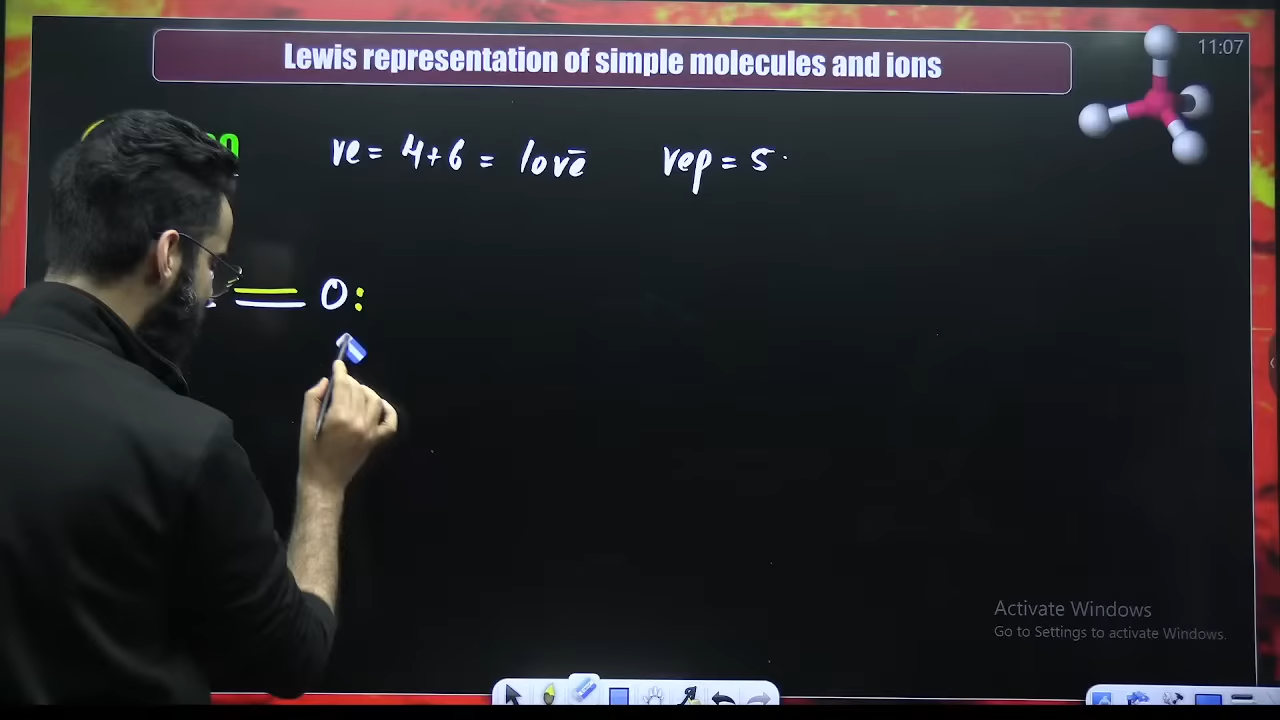 Lewis representation of simple molecules and ions
11:07
ve = 4+6 = 10vē vep = 5
= O:
Activate Windows
Go to Settings to activate Windows.